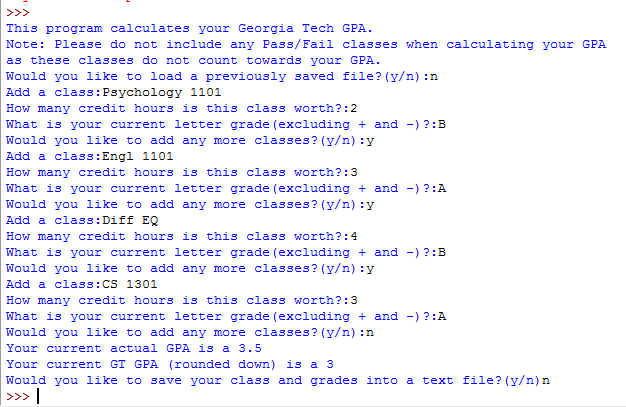 >>>
This program calculates your Georgia Tech GPA.
Note: Please do not include any Pass/Fail classes when calculating your GPA
as these classes do not count towards your GPA.
Would you like to load a previously saved file?(y/n):n
Add a class:Psychology 1101
How many credit hours is this class worth?:2
What is your current letter grade(excluding + and -)?:B
Would you like to add any more classes?(y/n):y
Add a class:Engl 1101
How many credit hours is this class worth?:3
What is your current letter grade(excluding + and -)?:A
Would you like to add any more classes?(y/n):y
Add a class:Diff EQ
How many credit hours is this class worth?:4
What is your current letter grade(excluding + and -)?:B
Would you like to add any more classes?(y/n):y
Add a class:CS 1301
How many credit hours is this class worth?:3
What is your current letter grade(excluding + and -)?:A
Would you like to add any more classes?(y/n):n
Your current actual GPA is a 3.5
Your current GT GPA (rounded down) is a 3
Would you like to save your class and grades into a text file?(y/n)n
>>>